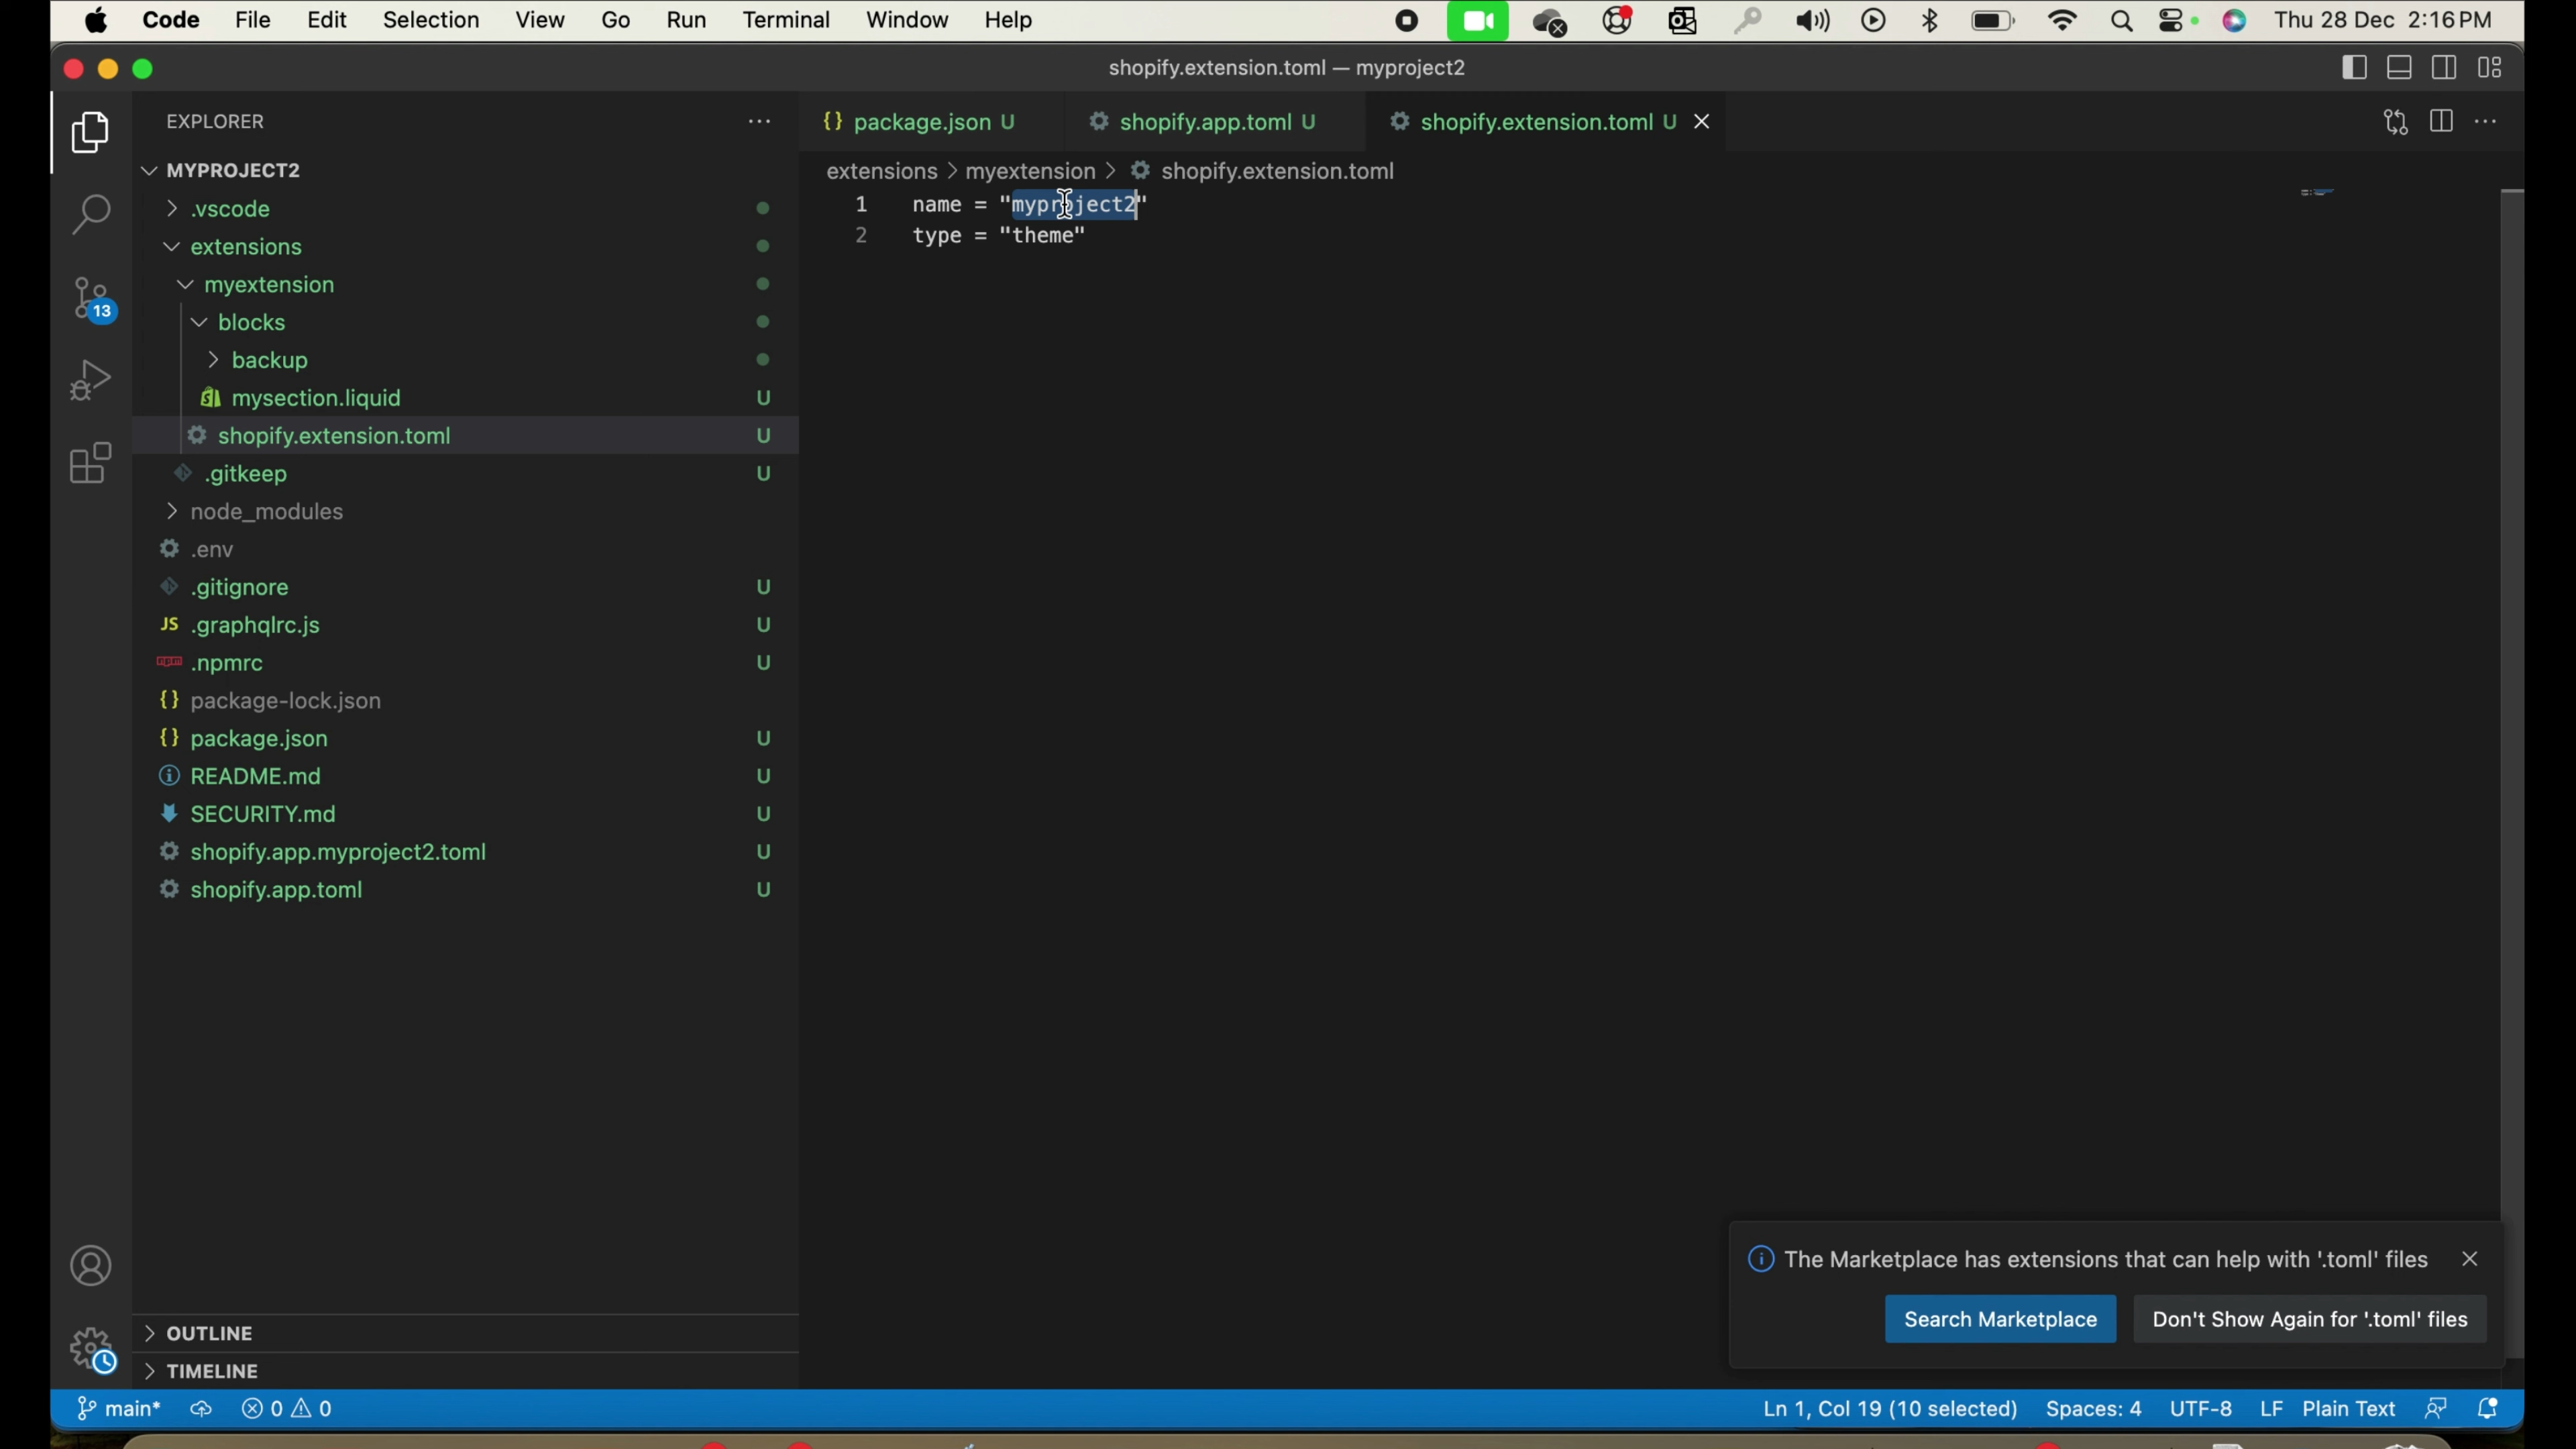 Code File Edit Selection View Go Run Terminal Window Help Thu 28 Dec 2:16 PM
shopify.extension.toml — myproject2
EXPLORER
MYPROJECT2
.vscode
extensions
myextension
blocks
backup
mysection.liquid U
shopify.extension.toml U
.gitkeep U
node_modules
.env
.gitignore U
JS .graphqlrc.js U
.npmrc U
{} package-lock.json
{} package.json U
README.md U
SECURITY.md U
shopify.app.myproject2.toml U
shopify.app.toml U
OUTLINE
TIMELINE
13
{} package.json U shopify.app.toml U shopify.extension.toml U
extensions > myextension > shopify.extension.toml
1 name = "myproject2"
2 type = "theme"
The Marketplace has extensions that can help with '.toml' files
Search Marketplace Don't Show Again for '.toml' files
main* 0 0 Ln 1, Col 19 (10 selected) Spaces: 4 UTF-8 LF Plain Text